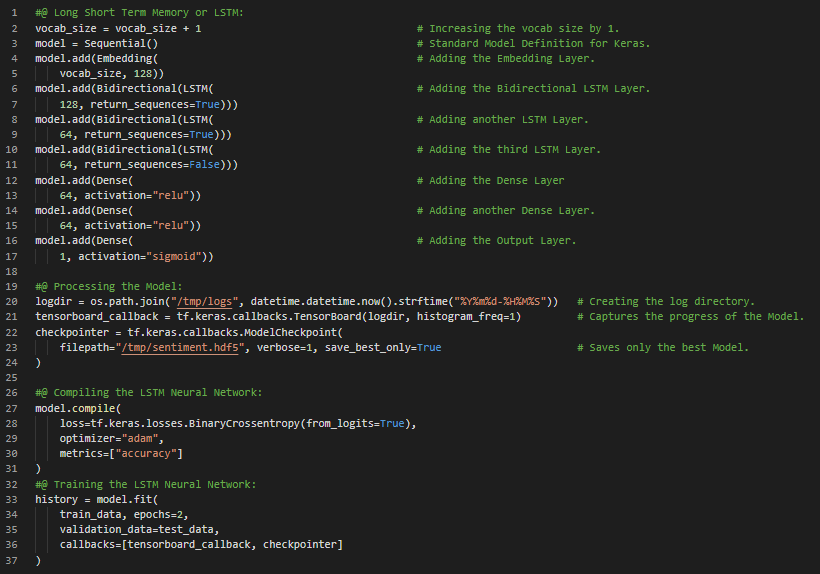 1 #@ Long Short Term Memory or LSTM:
2 vocab_size = vocab_size + 1 # Increasing the vocab size by 1.
3 model = Sequential() # Standard Model Definition for Keras.
4 model.add(Embedding( # Adding the Embedding Layer.
5 vocab_size, 128))
6 model.add(Bidirectional(LSTM( # Adding the Bidirectional LSTM Layer.
7 128, return_sequences=True)))
8 model.add(Bidirectional(LSTM( # Adding another LSTM Layer.
9 64, return_sequences=True)))
10 model.add(Bidirectional(LSTM( # Adding the third LSTM Layer.
11 64, return_sequences=False)))
12 model.add(Dense( # Adding the Dense Layer
13 64, activation="relu"))
14 model.add(Dense( # Adding another Dense Layer.
15 64, activation="relu"))
16 model.add(Dense( # Adding the Output Layer.
17 1, activation="sigmoid"))
18
19 #@ Processing the Model:
20 logdir = os.path.join("/tmp/logs", datetime.datetime.now().strftime("%Y%m%d-%H%M%S")) # Creating the log directory.
21 tensorboard_callback = tf.keras.callbacks.TensorBoard(logdir, histogram_freq=1) # Captures the progress of the Model.
22 checkpointer = tf.keras.callbacks.ModelCheckpoint(
23 filepath="/tmp/sentiment.hdf5", verbose=1, save_best_only=True # Saves only the best Model.
24 )
25
26 #@ Compiling the LSTM Neural Network:
27 model.compile(
28 loss=tf.keras.losses.BinaryCrossentropy(from_logits=True),
29 optimizer="adam",
30 metrics=["accuracy"]
31 )
32 #@ Training the LSTM Neural Network:
33 history = model.fit(
34 train_data, epochs=2,
35 validation_data=test_data,
36 callbacks=[tensorboard_callback, checkpointer]
37 )